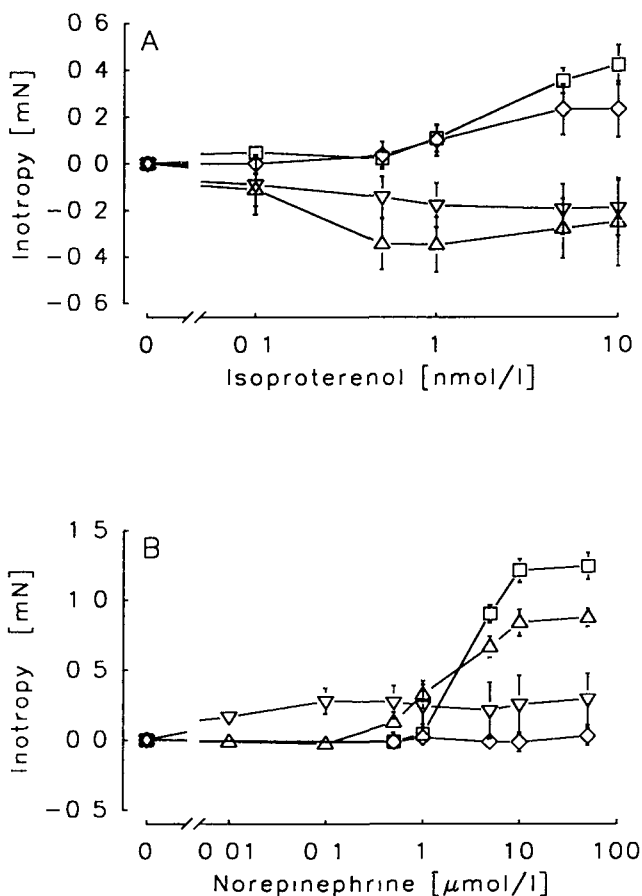 A
Inotropy [mN]
0 6
0 4
0 2
0 0
-0 2
-0 4
-0 6
0 0 1 1 10
Isoproterenol [nmol/l]
B
Inotropy [mN]
1 5
1 0
0 5
0 0
-0 5
0 0 01 0 1 1 10 100
Norepinephrine [μmol/l]